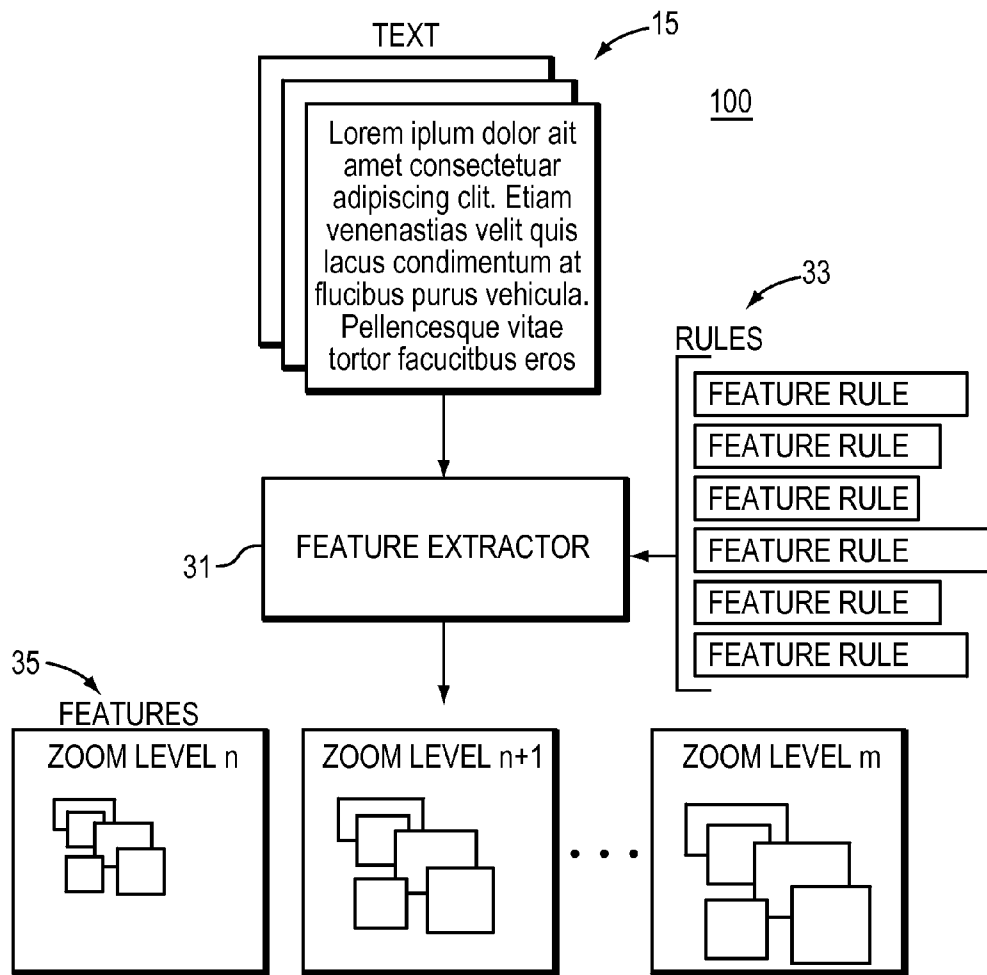 TEXT
15
100
Lorem iplum dolor ait
amet consectetuar
adipiscing clit. Etiam
venenastias velit quis
lacus condimentum at
flucibus purus vehicula.
Pellencesque vitae
tortor facucitbus eros
33
RULES
FEATURE RULE
FEATURE RULE
FEATURE RULE
FEATURE RULE
FEATURE RULE
FEATURE RULE
31
FEATURE EXTRACTOR
35
FEATURES
ZOOM LEVEL n
ZOOM LEVEL n+1
• • •
ZOOM LEVEL m